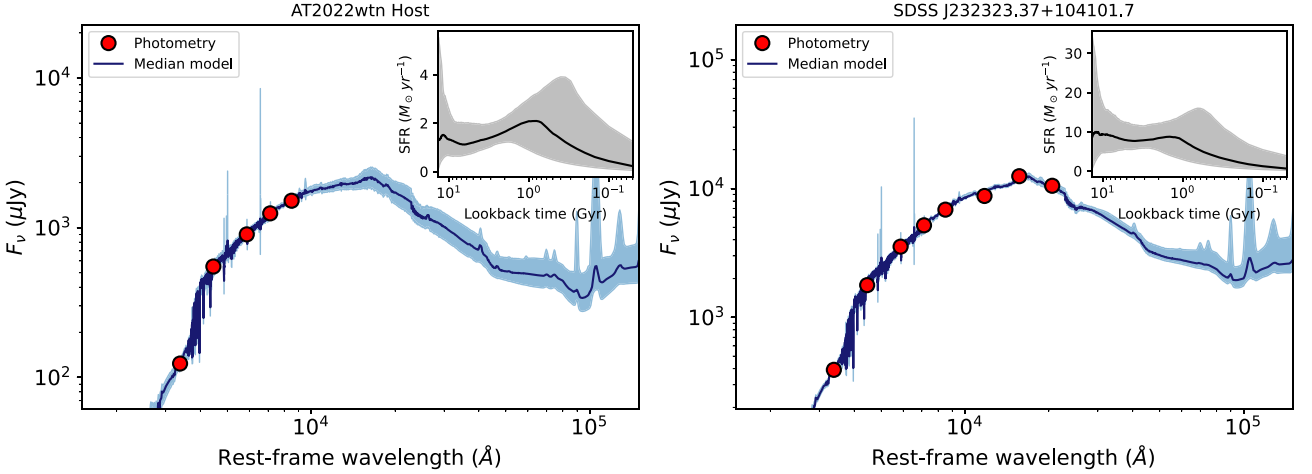 AT2022wtn Host
Photometry
Median model
SFR (M⊙ yr⁻¹)
4
2
0
10¹
10⁰
10⁻¹
Lookback time (Gyr)
10⁴
10³
10²
Fν (μJy)
10⁴
10⁵
Rest-frame wavelength (Å)
SDSS J232323.37+104101.7
Photometry
Median model
SFR (M⊙ yr⁻¹)
30
20
10
0
10¹
10⁰
10⁻¹
Lookback time (Gyr)
10⁵
10⁴
10³
Fν (μJy)
10⁴
10⁵
Rest-frame wavelength (Å)